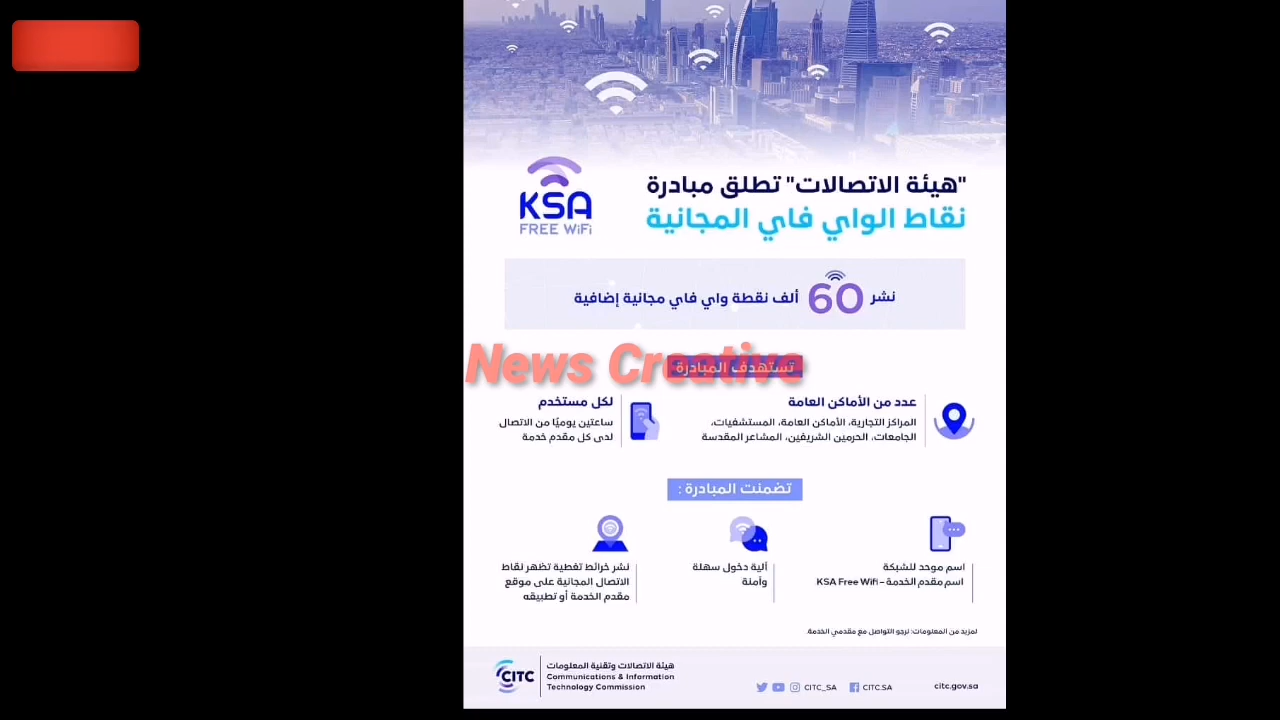 "هيئة الاتصالات" تطلق مبادرة
نقاط الواي فاي المجانية
KSA
FREE WiFi
نشر 60 ألف نقطة واي فاي مجانية إضافية
News Creative
تستهدف المبادرة
عدد من الأماكن العامة
المراكز التجارية، الأماكن العامة، المستشفيات،
الجامعات، الحرمين الشريفين، المشاعر المقدسة
لكل مستخدم
ساعتين يوميًا من الاتصال
لدى كل مقدم خدمة
تضمنت المبادرة :
اسم موحد للشبكة
اسم مقدم الخدمة – KSA Free Wifi
آلية دخول سهلة
وآمنة
نشر خرائط تغطية تظهر نقاط
الاتصال المجانية على موقع
مقدم الخدمة أو تطبيقه
لمزيد من المعلومات: نرجو التواصل مع مقدمي الخدمة.
CITC
هيئة الاتصالات وتقنية المعلومات
Communications & Information
Technology Commission
CITC_SA
CITC.SA
citc.gov.sa